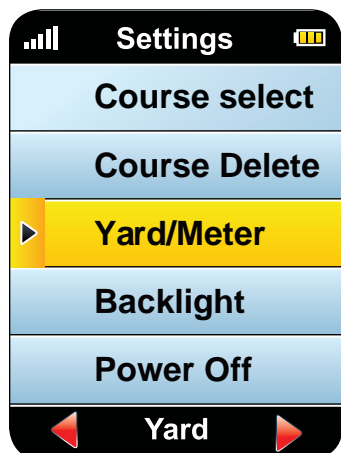 Settings
Course select
Course Delete
Yard/Meter
Backlight
Power Off
Yard